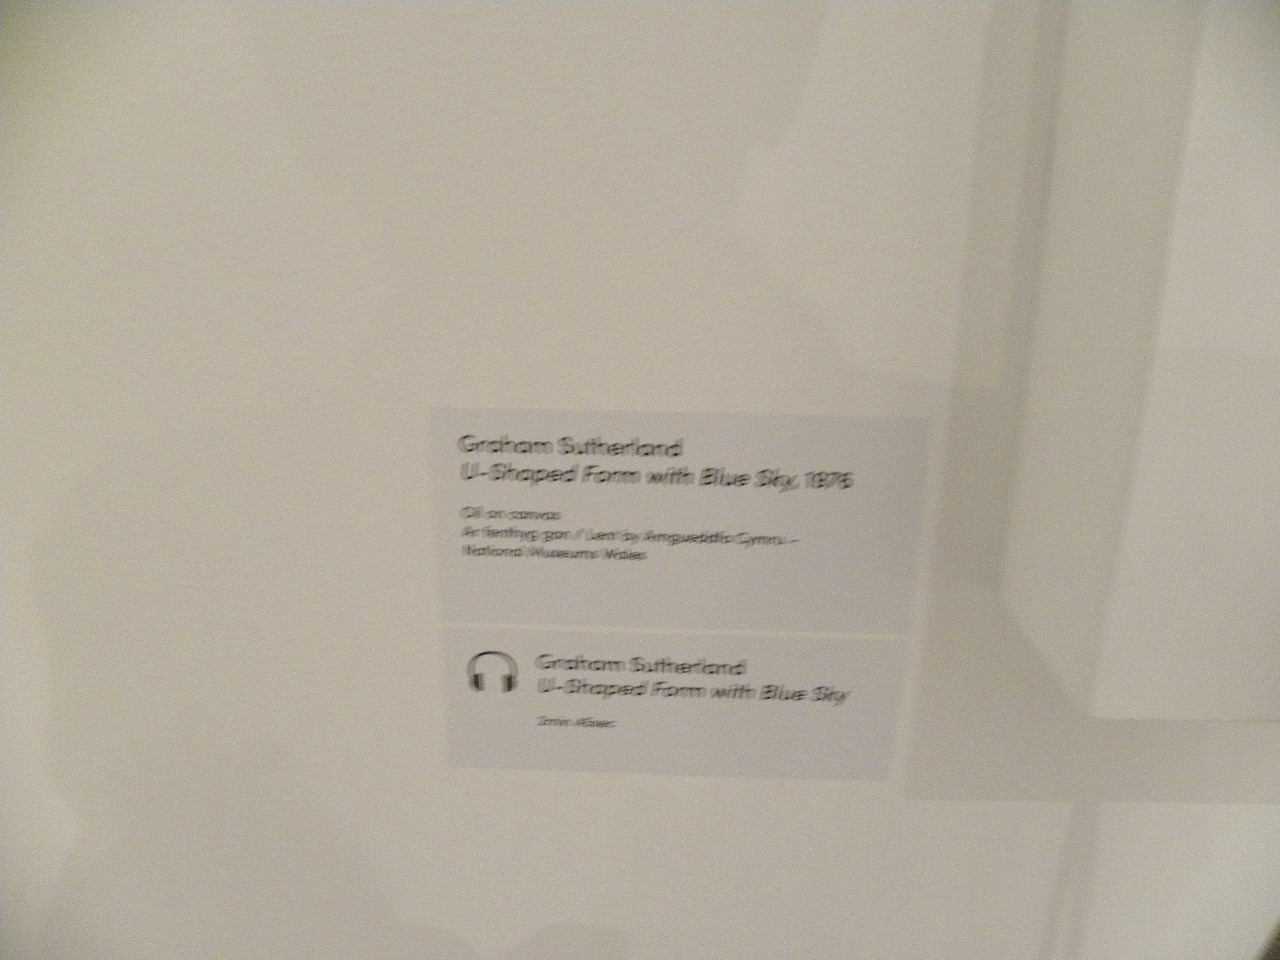 Graham Sutherland
U-Shaped Form with Blue Sky, 1976
Oil on canvas
Ar fenthyg gan // Lent by Amgueddfa Cymru –
National Museums Wales
Graham Sutherland
U-Shaped Form with Blue Sky